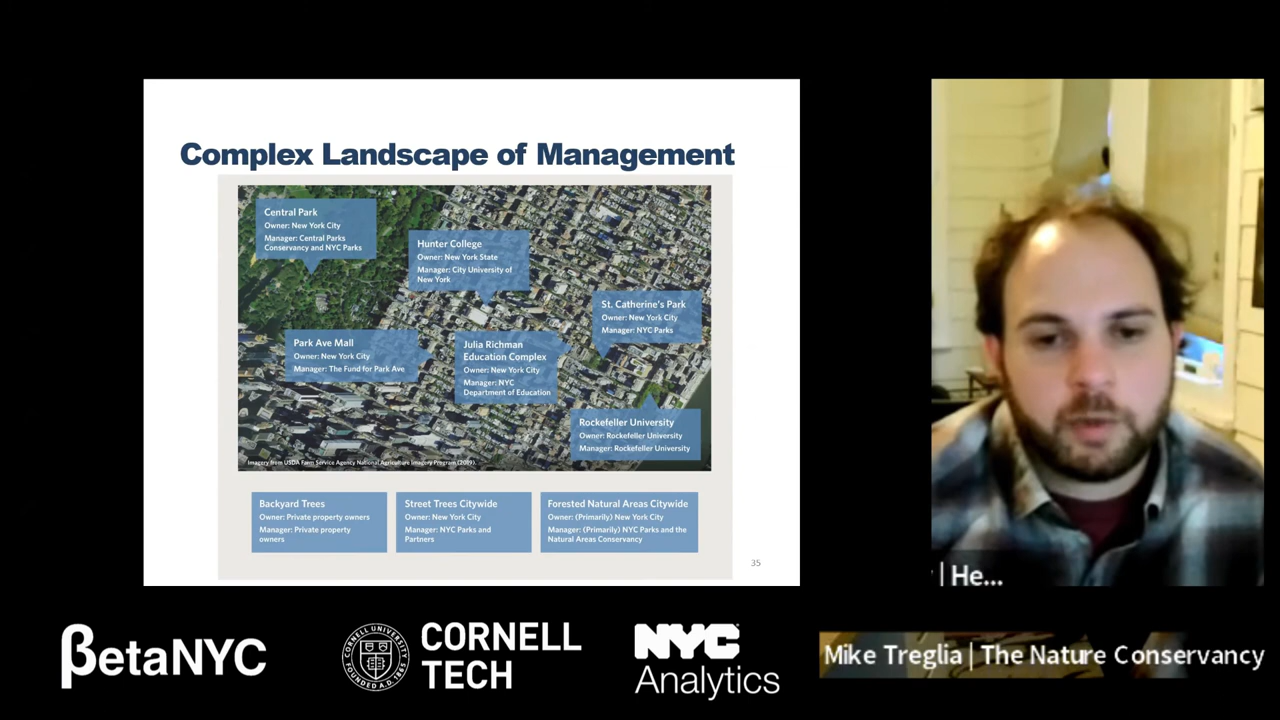 Complex Landscape of Management
Central Park
Owner: New York City
Manager: Central Parks
Conservancy and NYC Parks
Hunter College
Owner: New York State
Manager: City University of
New York
St. Catherine's Park
Owner: New York City
Manager: NYC Parks
Park Ave Mall
Owner: New York City
Manager: The Fund for Park Ave
Julia Richman
Education Complex
Owner: New York City
Manager: NYC
Department of Education
Rockefeller University
Owner: Rockefeller University
Manager: Rockefeller University
Imagery from USDA Farm Service Agency National Agriculture Imagery Program (2019).
Backyard Trees
Owner: Private property owners
Manager: Private property
owners
Street Trees Citywide
Owner: New York City
Manager: NYC Parks and
Partners
Forested Natural Areas Citywide
Owner: (Primarily) New York City
Manager: (Primarily) NYC Parks and the
Natural Areas Conservancy
35
| He...
βetaNYC
CORNELL UNIVERSITY
FOUNDED A.D. 1865
CORNELL
TECH
NYC
Analytics
Mike Treglia | The Nature Conservancy